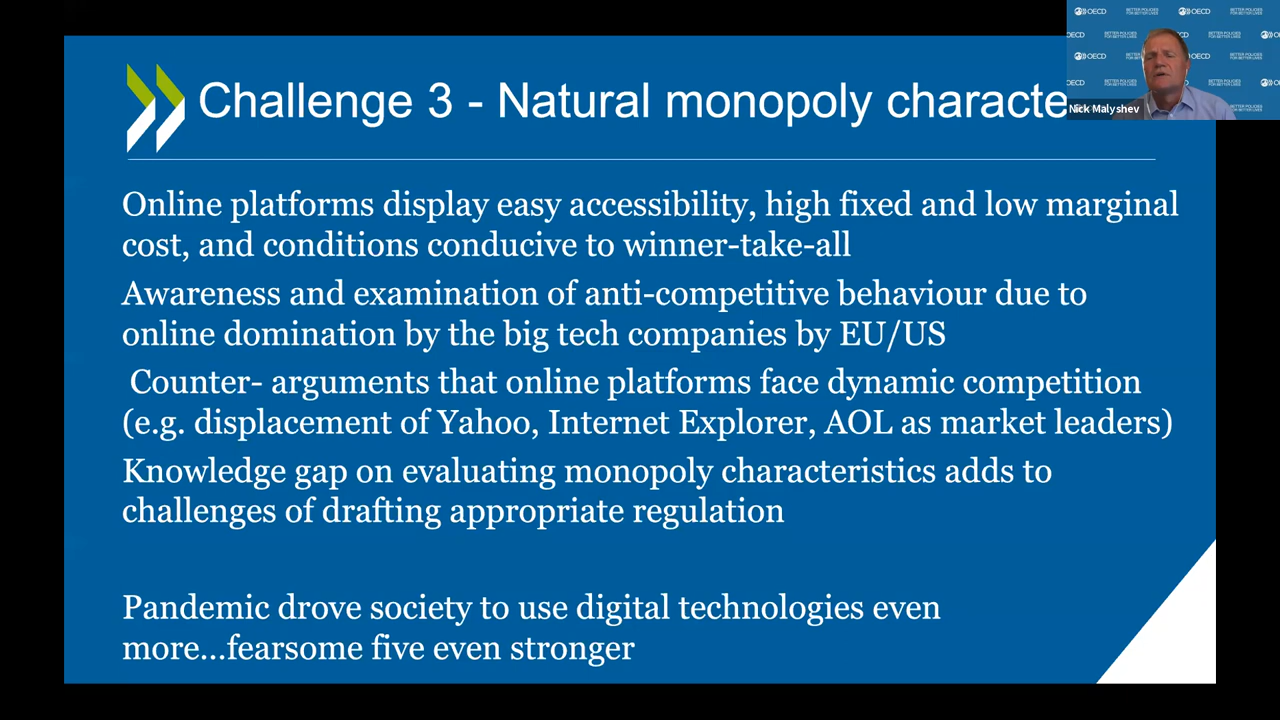 Challenge 3 - Natural monopoly characte
Nick Malyshev
OECD
BETTER POLICIES
FOR BETTER LIVES
Online platforms display easy accessibility, high fixed and low marginal
cost, and conditions conducive to winner-take-all
Awareness and examination of anti-competitive behaviour due to
online domination by the big tech companies by EU/US
Counter- arguments that online platforms face dynamic competition
(e.g. displacement of Yahoo, Internet Explorer, AOL as market leaders)
Knowledge gap on evaluating monopoly characteristics adds to
challenges of drafting appropriate regulation
Pandemic drove society to use digital technologies even
more...fearsome five even stronger